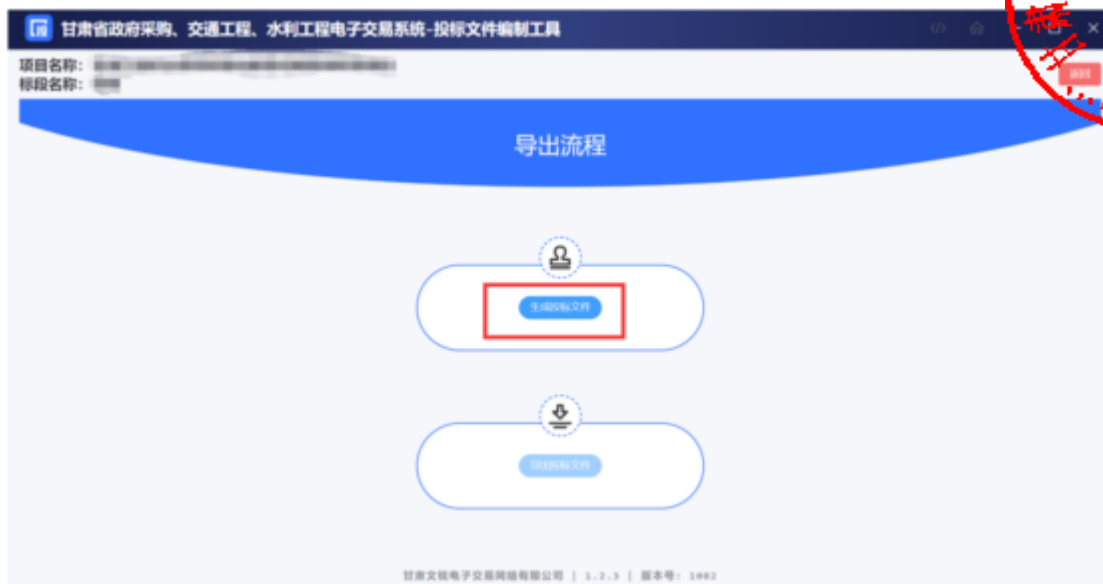 甘肃省政府采购、交通工程、水利工程电子交易系统-投标文件编制工具
项目名称：
标段名称：
返回
导出流程
生成投标文件
导出投标文件
甘肃文锐电子交易网络有限公司 | 1.2.3 | 版本号: 1002